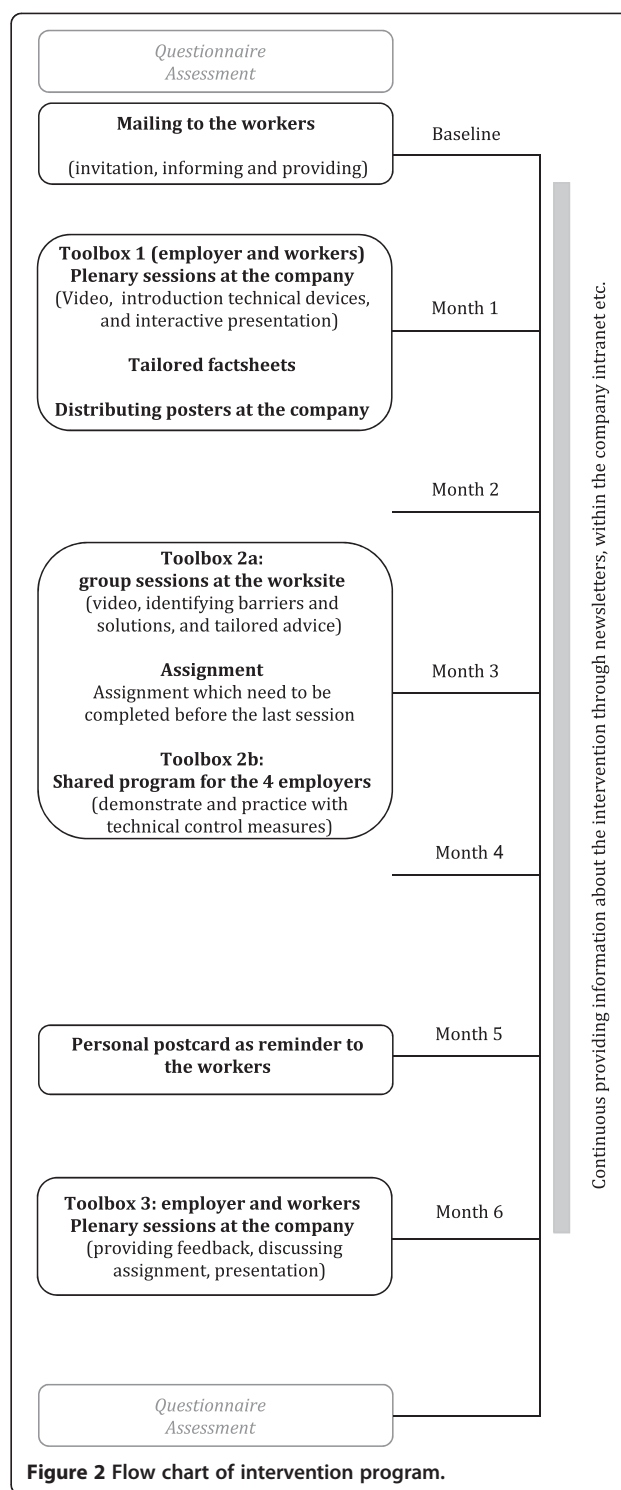 Questionnaire
Assessment
Mailing to the workers
(invitation, informing and providing)
Baseline
Toolbox 1 (employer and workers)
Plenary sessions at the company
(Video, introduction technical devices,
and interactive presentation)
Tailored factsheets
Distributing posters at the company
Month 1
Month 2
Toolbox 2a:
group sessions at the worksite
(video, identifying barriers and
solutions, and tailored advice)
Assignment
Assignment which need to be
completed before the last session
Toolbox 2b:
Shared program for the 4 employers
(demonstrate and practice with
technical control measures)
Month 3
Month 4
Personal postcard as reminder to
the workers
Month 5
Toolbox 3: employer and workers
Plenary sessions at the company
(providing feedback, discussing
assignment, presentation)
Month 6
Questionnaire
Assessment
Continuous providing information about the intervention through newsletters, within the company intranet etc.
Figure 2 Flow chart of intervention program.